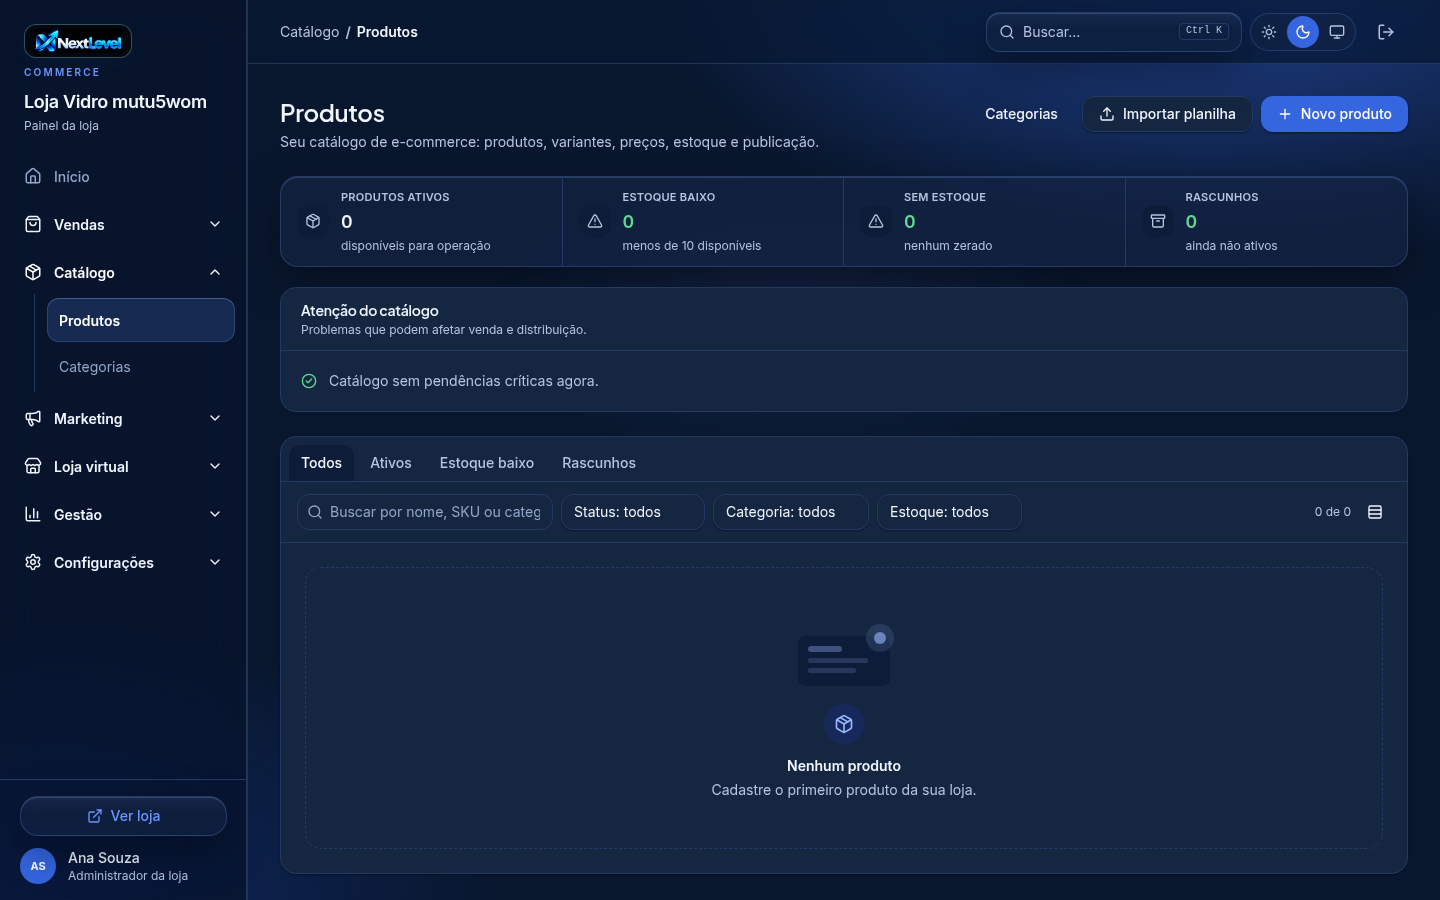 NextLevel
COMMERCE
Loja Vidro mutu5wom
Painel da loja
Início
Vendas
Catálogo
Produtos
Categorias
Marketing
Loja virtual
Gestão
Configurações
Ver loja
AS
Ana Souza
Administrador da loja
Catálogo / Produtos
Buscar...
Ctrl K
Produtos
Seu catálogo de e-commerce: produtos, variantes, preços, estoque e publicação.
Categorias
Importar planilha
Novo produto
PRODUTOS ATIVOS
0
disponíveis para operação
ESTOQUE BAIXO
0
menos de 10 disponíveis
SEM ESTOQUE
0
nenhum zerado
RASCUNHOS
0
ainda não ativos
Atenção do catálogo
Problemas que podem afetar venda e distribuição.
Catálogo sem pendências críticas agora.
Todos
Ativos
Estoque baixo
Rascunhos
Buscar por nome, SKU ou categ
Status: todos
Categoria: todos
Estoque: todos
0 de 0
Nenhum produto
Cadastre o primeiro produto da sua loja.